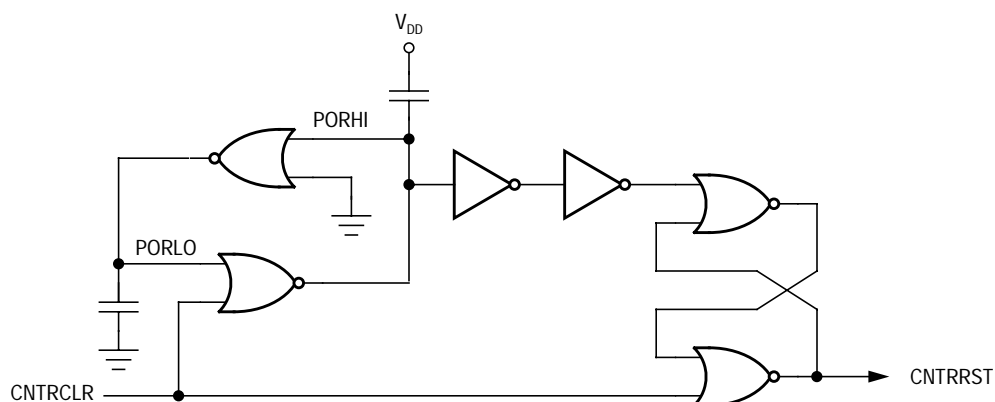 V_DD
PORHI
PORLO
CNTRCLR
CNTRRST